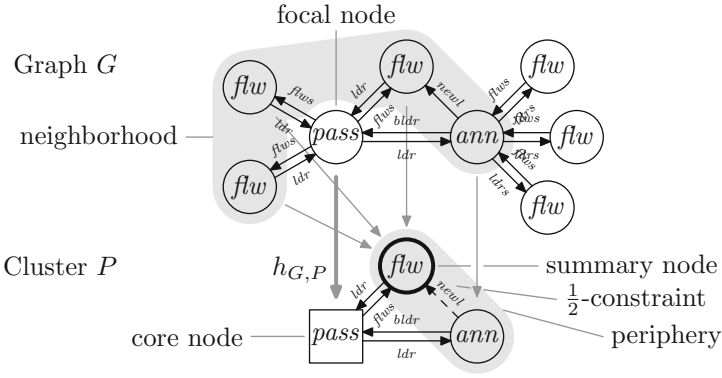 focal node
Graph G
flw
flw
flw
flws
ldr
newl
flws
ldr
flws
bldr
flws
ldrs
neighborhood
pass
ann
flw
flws
ldr
ldr
ldrs
flws
ldrs
flw
flw
Cluster P
h_{G,P}
flw
summary node
ldr
flws
newl
½-constraint
core node
pass
bldr
ann
periphery
ldr